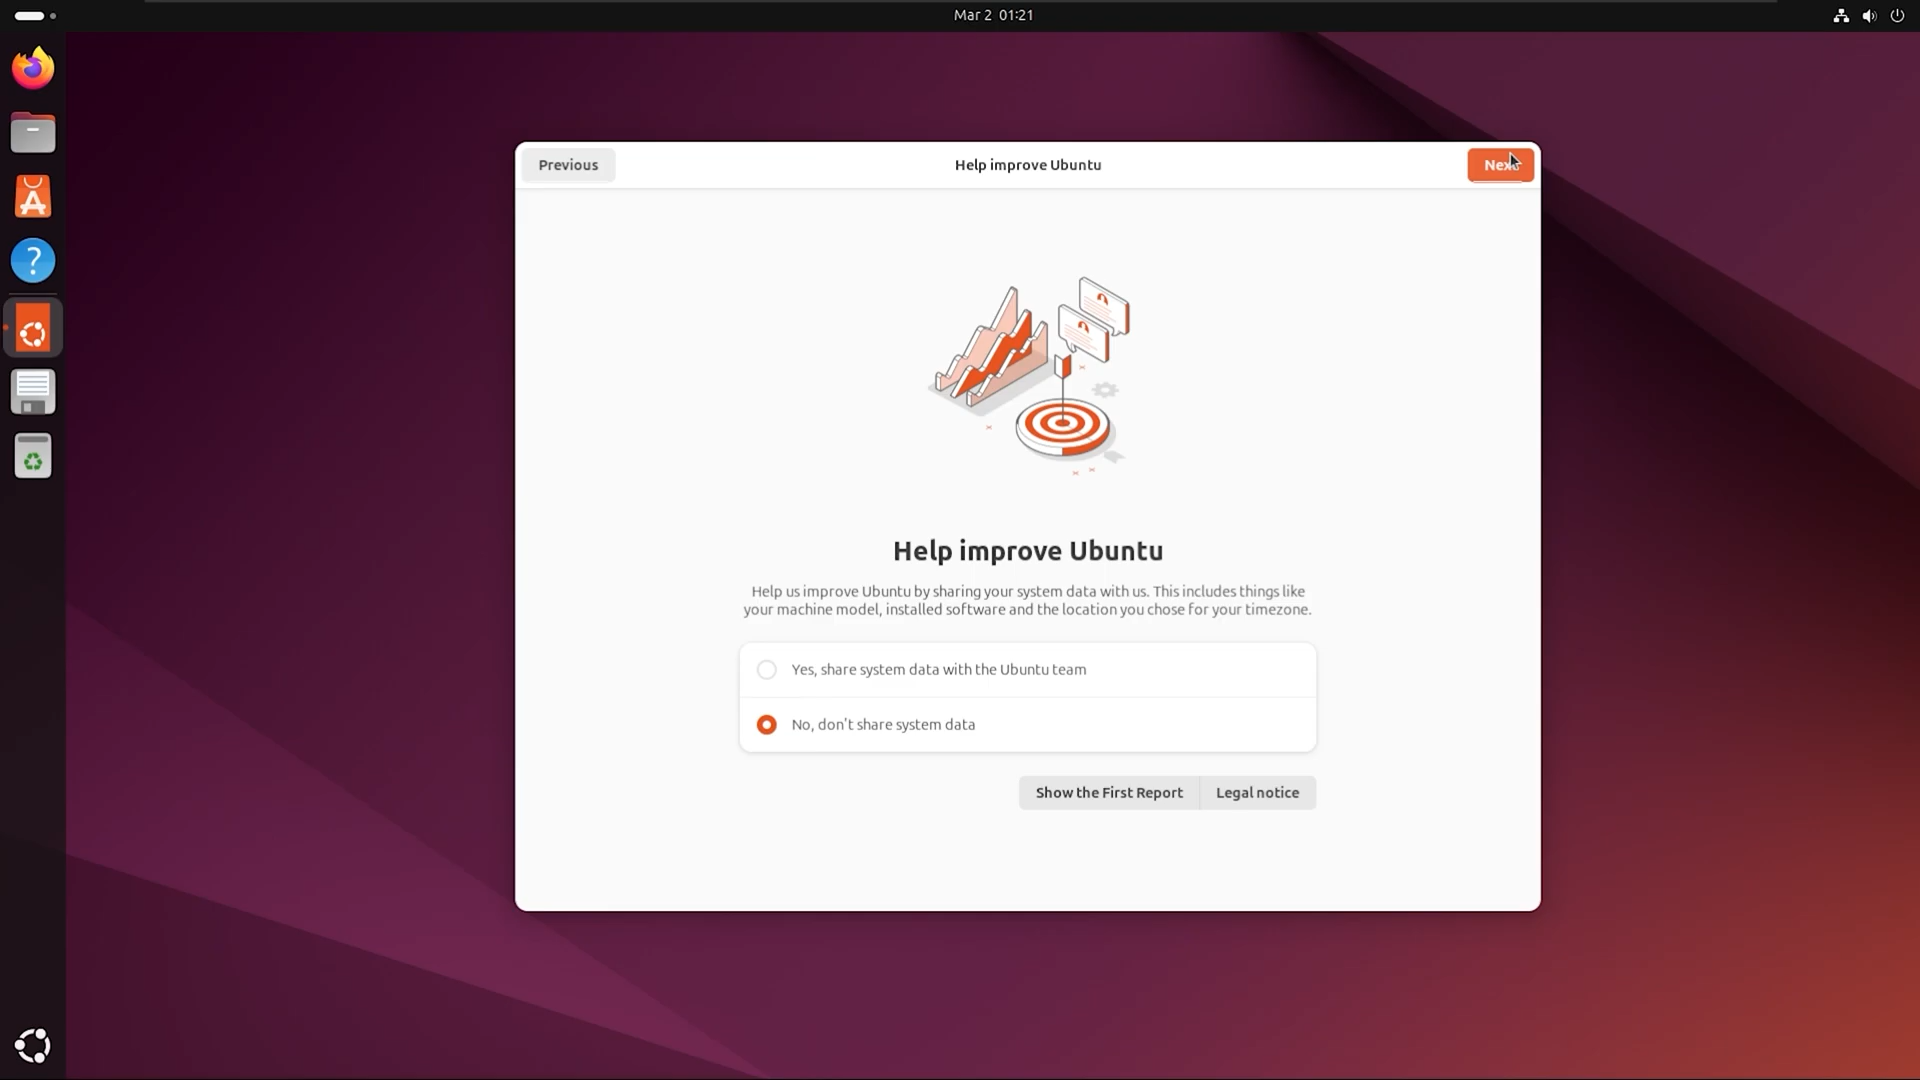 Mar 2 01:21
Previous
Help improve Ubuntu
Next
Help improve Ubuntu
Help us improve Ubuntu by sharing your system data with us. This includes things like
your machine model, installed software and the location you chose for your timezone.
Yes, share system data with the Ubuntu team
No, don't share system data
Show the First Report
Legal notice